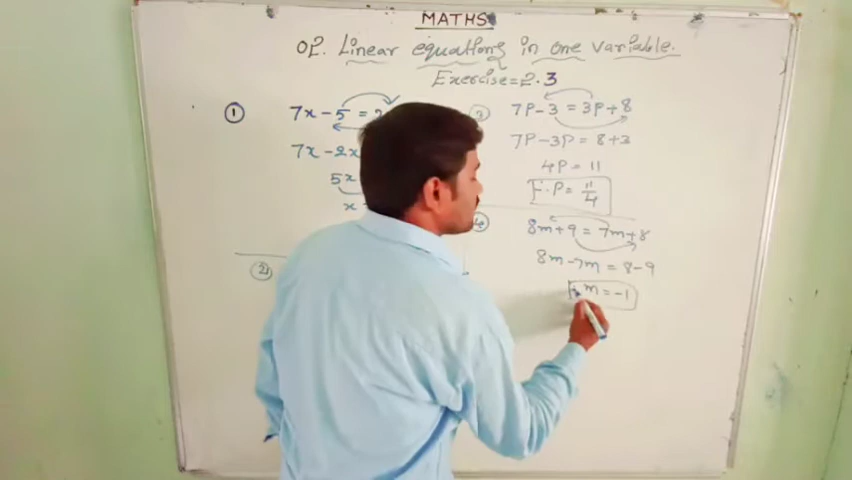 MATHS
02. Linear equations in one variable.
Exercise=2.3
① 7x-5 =
7x-2x
5x
x
②
7P-3 = 3P+8
7P-3P = 8+3
4P = 11
∴ P = 11/4
④ 8m+9 = 7m+8
8m-7m = 8-9
m = -1